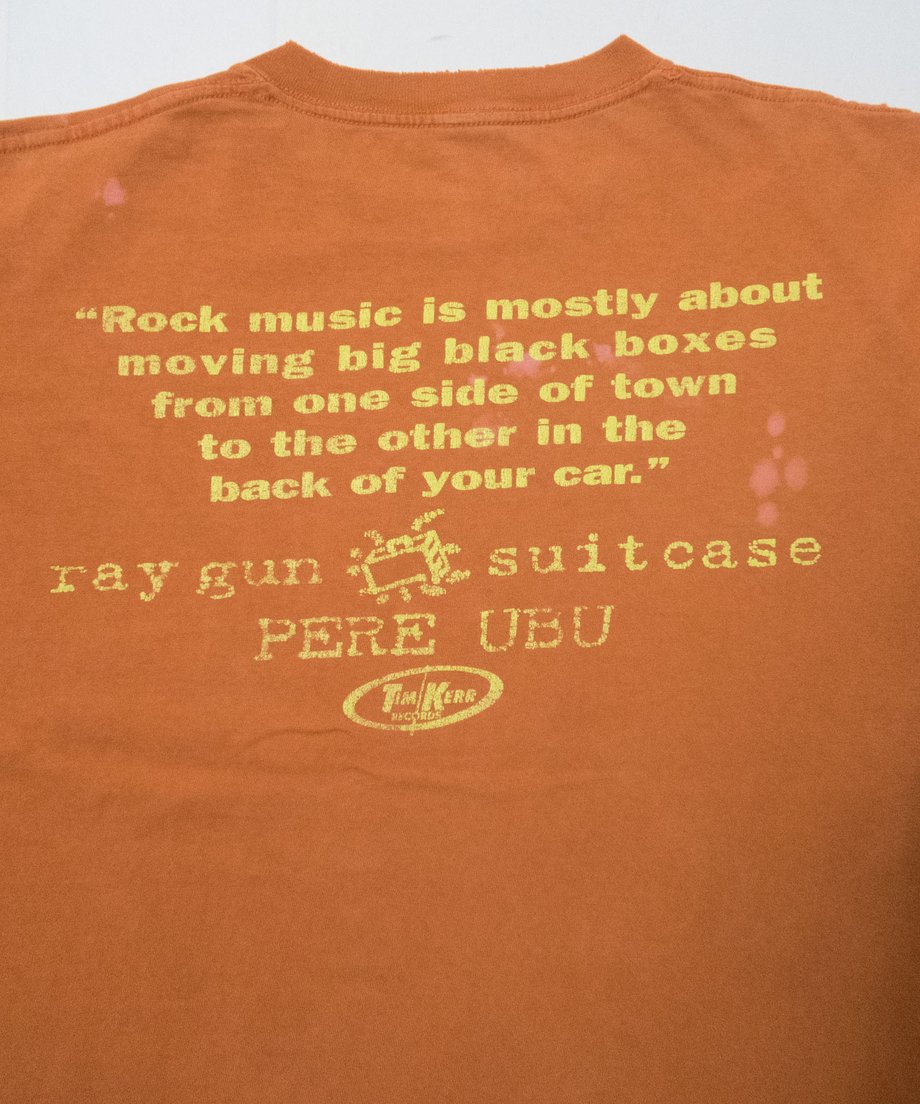 “Rock music is mostly about
moving big black boxes
from one side of town
to the other in the
back of your car.”
ray gun suitcase
PERE UBU
TIM/KERR
RECORDS